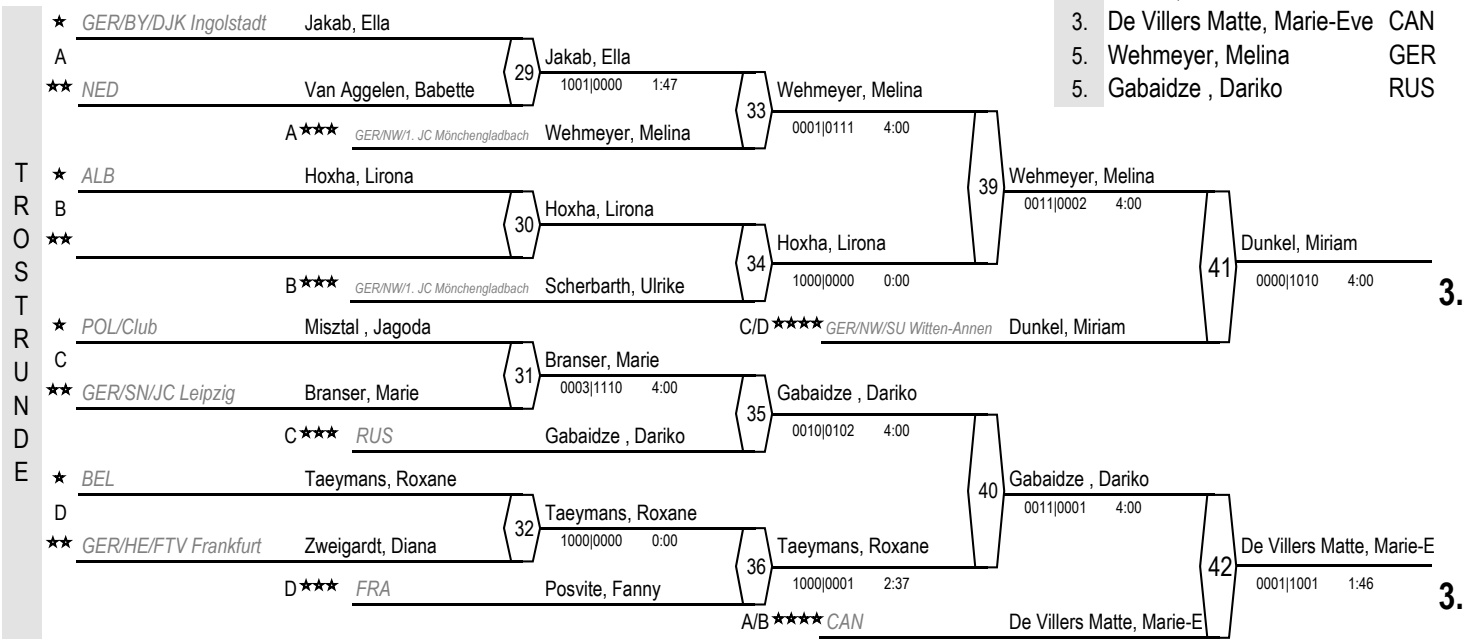 3. De Villers Matte, Marie-Eve CAN
5. Wehmeyer, Melina GER
5. Gabaidze , Dariko RUS
TROSTRUNDE
★ GER/BY/DJK Ingolstadt Jakab, Ella
A
29 Jakab, Ella
1001|0000 1:47
★★ NED Van Aggelen, Babette
33 Wehmeyer, Melina
0001|0111 4:00
A★★★ GER/NW/1. JC Mönchengladbach Wehmeyer, Melina
39 Wehmeyer, Melina
0011|0002 4:00
★ ALB Hoxha, Lirona
B
30 Hoxha, Lirona
★★
34 Hoxha, Lirona
1000|0000 0:00
B★★★ GER/NW/1. JC Mönchengladbach Scherbarth, Ulrike
41 Dunkel, Miriam
0000|1010 4:00
3.
C/D★★★★ GER/NW/SU Witten-Annen Dunkel, Miriam
★ POL/Club Misztal , Jagoda
C
31 Branser, Marie
0003|1110 4:00
★★ GER/SN/JC Leipzig Branser, Marie
35 Gabaidze , Dariko
0010|0102 4:00
C★★★ RUS Gabaidze , Dariko
40 Gabaidze , Dariko
0011|0001 4:00
★ BEL Taeymans, Roxane
D
32 Taeymans, Roxane
1000|0000 0:00
★★ GER/HE/FTV Frankfurt Zweigardt, Diana
36 Taeymans, Roxane
1000|0001 2:37
D★★★ FRA Posvite, Fanny
42 De Villers Matte, Marie-E
0001|1001 1:46
3.
A/B★★★★ CAN De Villers Matte, Marie-E